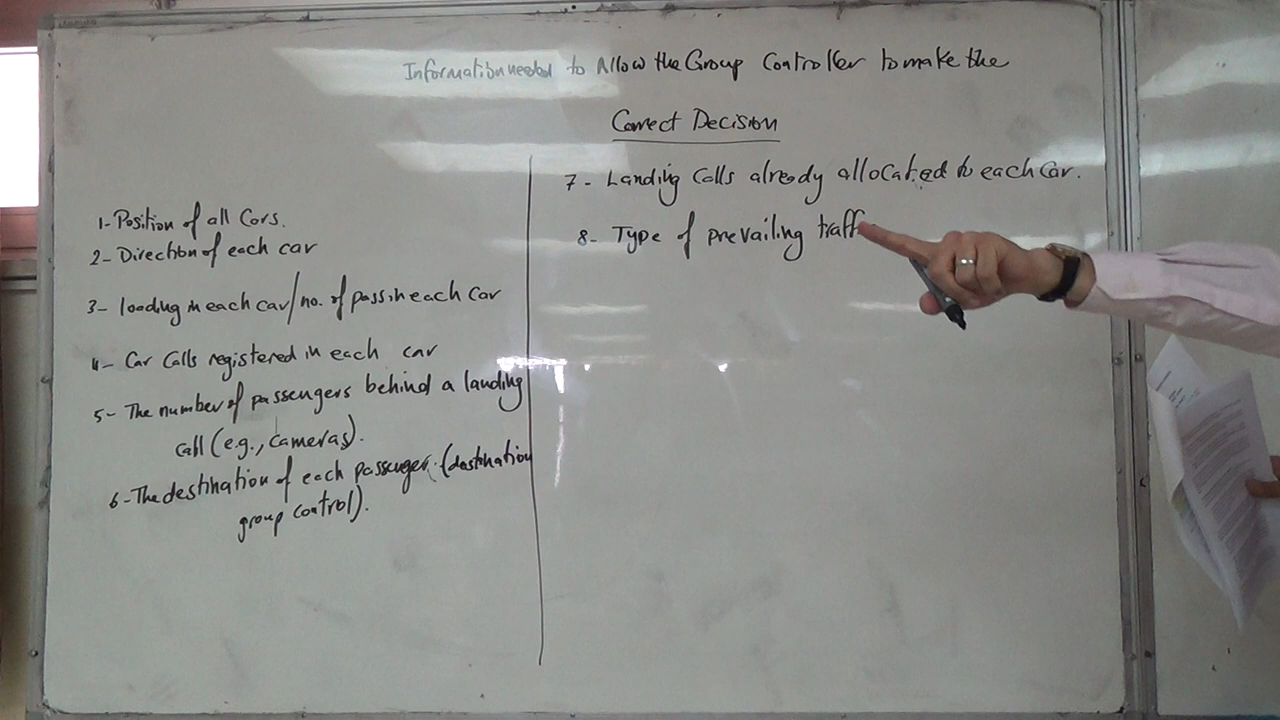 Information needed to Allow the Group Controller to make the
Correct Decision
1- Position of all Cars.
2- Direction of each car
3- loading in each car/no. of pass. in each car
4- Car Calls registered in each car
5- The number of passengers behind a landing
call (e.g., cameras).
6- The destination of each passenger. (destination
group control).
7- Landing Calls already allocated to each Car.
8- Type of prevailing traff